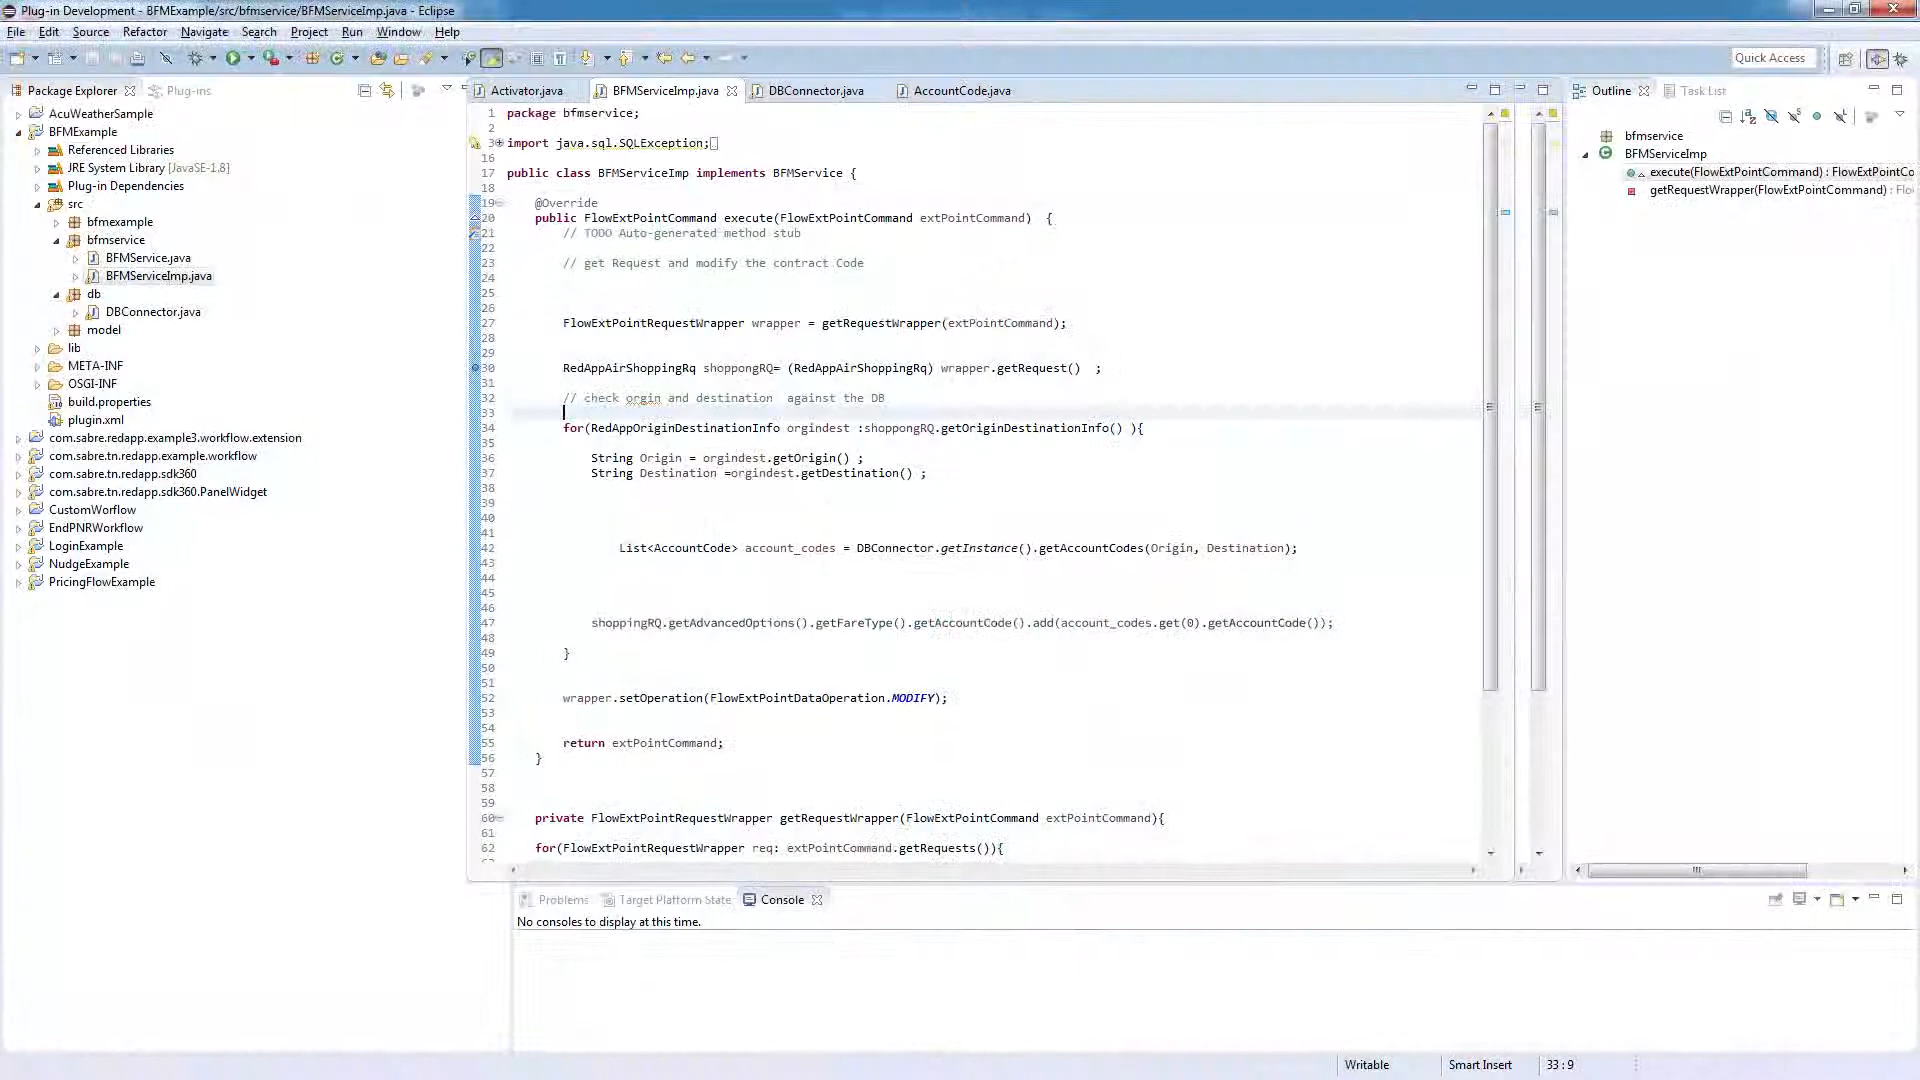 Plug-in Development - BFMExample/src/bfmservice/BFMServiceImp.java - Eclipse
File Edit Source Refactor Navigate Search Project Run Window Help
Quick Access
Package Explorer Plug-ins
AcuWeatherSample
BFMExample
Referenced Libraries
JRE System Library [JavaSE-1.8]
Plug-in Dependencies
src
bfmexample
bfmservice
BFMService.java
BFMServiceImp.java
db
DBConnector.java
model
lib
META-INF
OSGI-INF
build.properties
plugin.xml
com.sabre.redapp.example3.workflow.extension
com.sabre.tn.redapp.example.workflow
com.sabre.tn.redapp.sdk360
com.sabre.tn.redapp.sdk360.PanelWidget
CustomWorflow
EndPNRWorkflow
LoginExample
NudgeExample
PricingFlowExample
Activator.java BFMServiceImp.java DBConnector.java AccountCode.java
1 package bfmservice;
2
3 import java.sql.SQLException;
16
17 public class BFMServiceImp implements BFMService {
18
19 @Override
20 public FlowExtPointCommand execute(FlowExtPointCommand extPointCommand) {
21 // TODO Auto-generated method stub
22
23 // get Request and modify the contract Code
24
25
26
27 FlowExtPointRequestWrapper wrapper = getRequestWrapper(extPointCommand);
28
29
30 RedAppAirShoppingRq shoppongRQ= (RedAppAirShoppingRq) wrapper.getRequest() ;
31
32 // check orgin and destination against the DB
33
34 for(RedAppOriginDestinationInfo orgindest :shoppongRQ.getOriginDestinationInfo() ){
35
36 String Origin = orgindest.getOrigin() ;
37 String Destination =orgindest.getDestination() ;
38
39
40
41
42 List<AccountCode> account_codes = DBConnector.getInstance().getAccountCodes(Origin, Destination);
43
44
45
46
47 shoppongRQ.getAdvancedOptions().getFareType().getAccountCode().add(account_codes.get(0).getAccountCode());
48
49 }
50
51
52 wrapper.setOperation(FlowExtPointDataOperation.MODIFY);
53
54
55 return extPointCommand;
56 }
57
58
59
60 private FlowExtPointRequestWrapper getRequestWrapper(FlowExtPointCommand extPointCommand){
61
62 for(FlowExtPointRequestWrapper req: extPointCommand.getRequests()){
Outline Task List
bfmservice
BFMServiceImp
execute(FlowExtPointCommand) : FlowExtPointCo
getRequestWrapper(FlowExtPointCommand) : Flo
Problems Target Platform State Console
No consoles to display at this time.
Writable Smart Insert 33 : 9